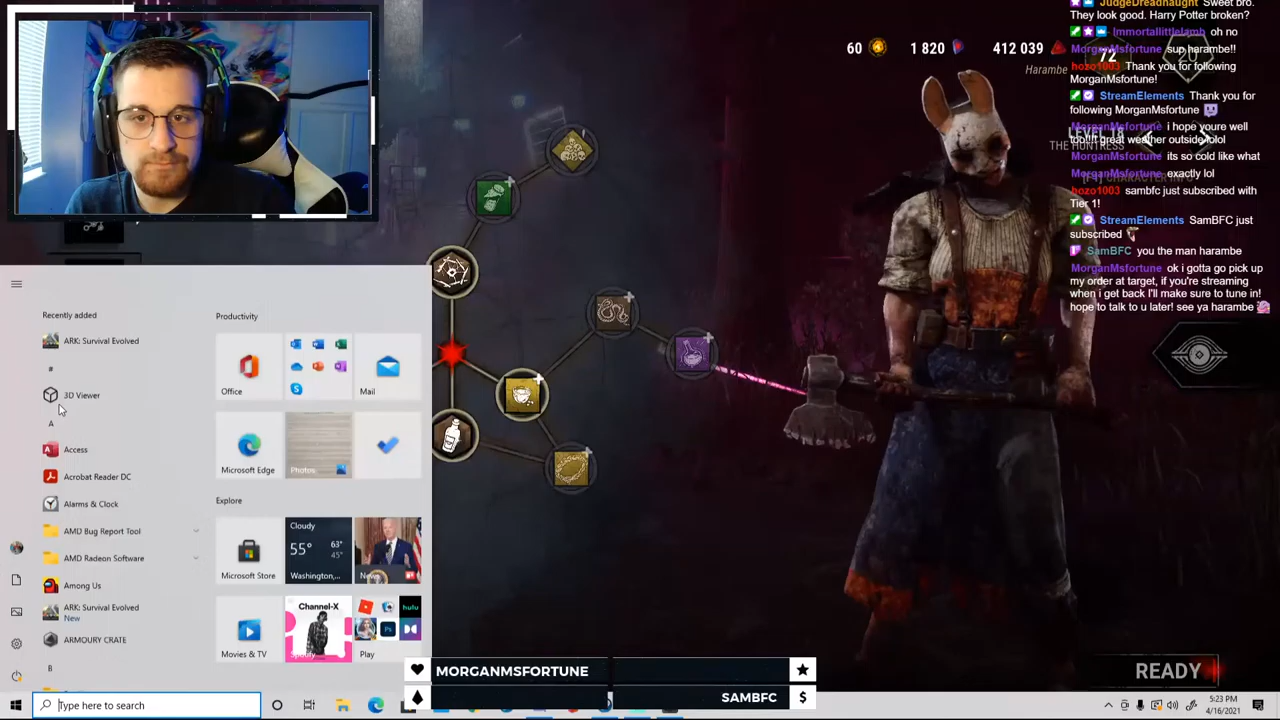 JudgeDreadnaught Sweet bro.
They look good. Harry Potter broken?
Immortallittlelamb oh no
MorganMsfortune sup harambe!!
hozo1003 Thank you for following
MorganMsfortune
StreamElements Thank you for
following MorganMsfortune
MorganMsfortune i hope youre well
MorganMsfortune its so cold like what
MorganMsfortune exactly lol
hozo1003 sambfc just subscribed with
Tier 1!
StreamElements SamBFC just
subscribed
SamBFC you the man harambe
MorganMsfortune ok i gotta go pick up
my order at target, if you're streaming
when i get back I'll make sure to tune in!
hope to talk to u later! see ya harambe
60 1 820 412 039
Harambe
THE HUNTRESS
READY
Recently added
ARK: Survival Evolved
#
3D Viewer
A
Access
Acrobat Reader DC
Alarms & Clock
AMD Bug Report Tool
AMD Radeon Software
Among Us
ARK: Survival Evolved
New
ARMOURY CRATE
B
Productivity
Office
Mail
Microsoft Edge
Photos
Explore
Microsoft Store
Cloudy
55° 63°
45°
Washington,...
News
Movies & TV
Channel-X
hulu
Ps
Play
MORGANMSFORTUNE
SAMBFC $
Type here to search
5:23 PM
4/16/2021